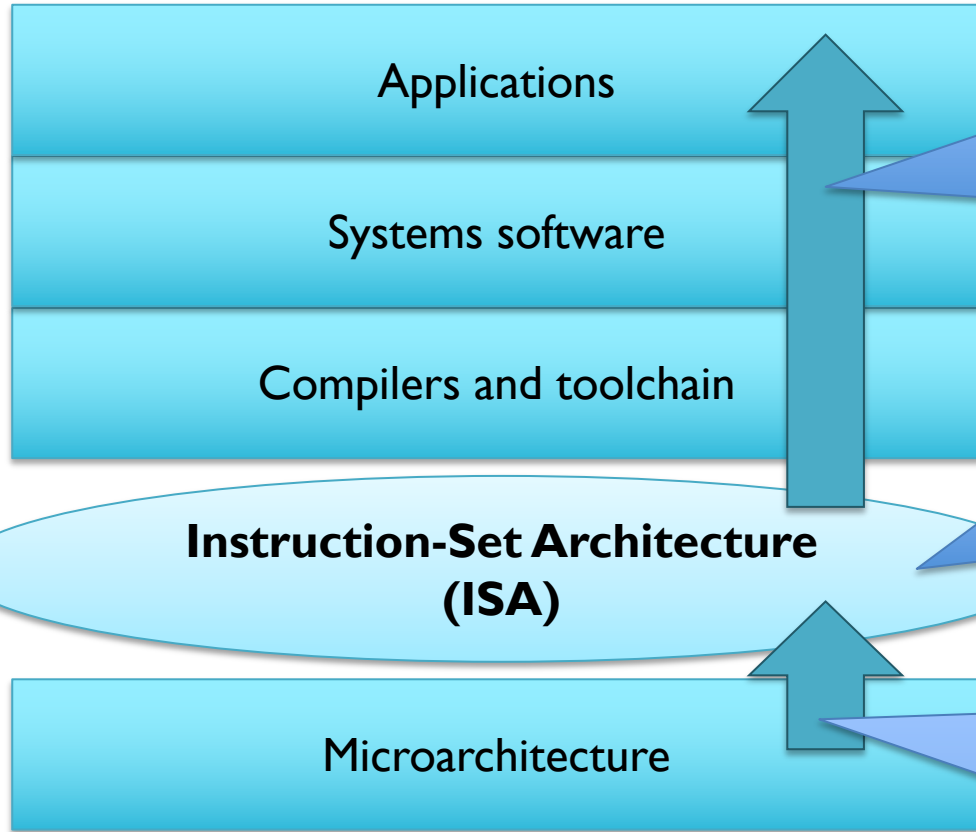 Applications
Systems software
Compilers and toolchain
Instruction-Set Architecture
(ISA)
Microarchitecture